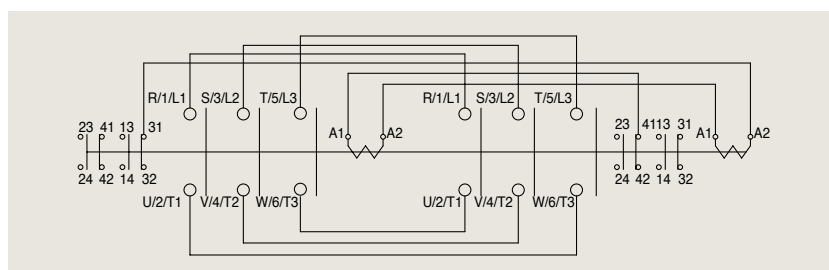 R/1/L1 S/3/L2 T/5/L3 R/1/L1 S/3/L2 T/5/L3
23 41 13 31 A1 A2 23 4113 31 A1 A2
24 42 14 32 24 42 14 32
U/2/T1 V/4/T2 W/6/T3 U/2/T1 V/4/T2 W/6/T3